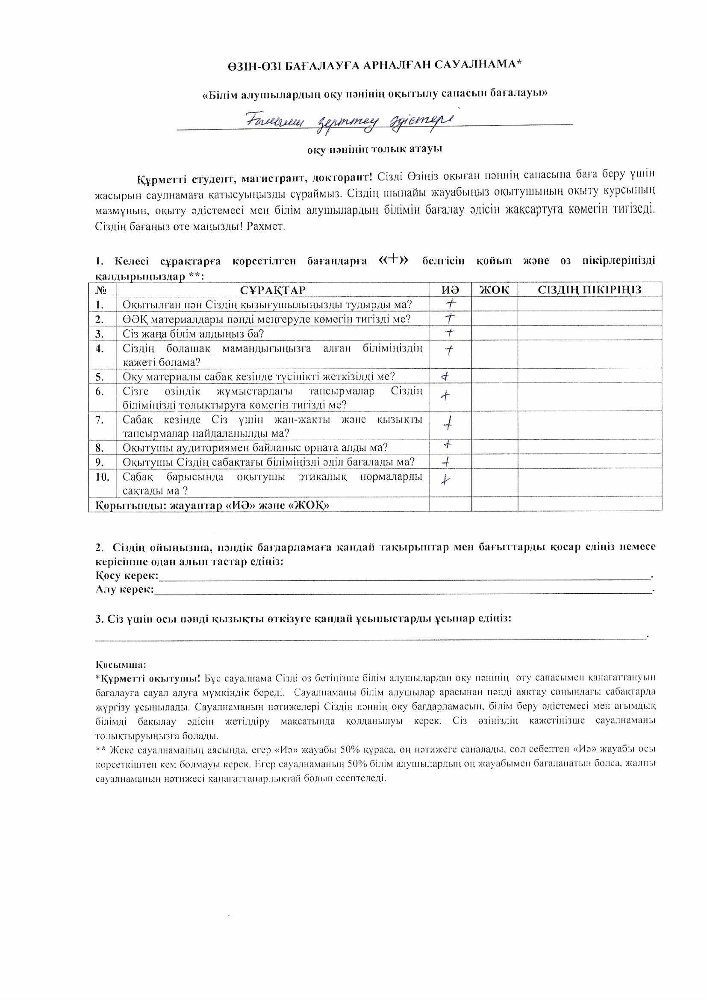 ӨЗІН-ӨЗІ БАҒАЛАУҒА АРНАЛҒАН САУАЛНАМА*
«Білім алушылардың оқу пәнінің оқытылу сапасын бағалауы»
Ғылыми зерттеу әдістері
оқу пәнінің толық атауы
Құрметті студент, магистрант, докторант! Сізді Өзіңіз оқыған пәннің сапасына баға беру үшін
жасырын саулнамаға қатысуыңызды сұраймыз. Сіздің шынайы жауабыңыз оқытушының оқыту курсының
мазмұнын, оқыту әдістемесі мен білім алушылардың білімін бағалау әдісін жақсартуға көмегін тигізеді.
Сіздің бағаңыз өте маңызды! Рахмет.
1. Келесі сұрақтарға көрсетілген бағандарға «+» белгісін қойып және өз пікірлеріңізді
қалдырыңыздар **:
№ СҰРАҚТАР ИӘ ЖОҚ СІЗДІҢ ПІКІРІҢІЗ
1. Оқытылған пән Сіздің қызығушылыңызды тудырды ма? +
2. ӨӘҚ материалдары пәнді меңгеруде көмегін тигізді ме? +
3. Сіз жаңа білім алдыңыз ба? +
4. Сіздің болашақ мамандығыңызға алған біліміңіздің +
қажеті болама?
5. Оқу материалы сабақ кезінде түсінікті жеткізілді ме? +
6. Сізге өзіндік жұмыстардағы тапсырмалар Сіздің +
біліміңізді толықтыруға көмегін тигізді ме?
7. Сабақ кезінде Сіз үшін жан-жақты және қызықты +
тапсырмалар пайдаланылды ма?
8. Оқытушы аудиториямен байланыс орната алды ма? +
9. Оқытушы Сіздің сабақтағы біліміңізді әділ бағалады ма? +
10. Сабақ барысында оқытушы этикалық нормаларды +
сақтады ма ?
Қорытынды: жауаптар «ИӘ» және «ЖОҚ»
2. Сіздің ойыңызша, пәндік бағдарламаға қандай тақырыптар мен бағыттарды қосар едіңіз немесе
керісінше одан алып тастар едіңіз:
Қосу керек: .
Алу керек: .
3. Сіз үшін осы пәнді қызықты өткізуге қандай ұсыныстарды ұсынар едіңіз:
.
Қосымша:
*Құрметті оқытушы! Бұс сауалнама Сізді өз бетіңізше білім алушылардан оқу пәнінің өту сапасымен қанағаттануын
бағалауға сауал алуға мүмкіндік береді. Сауалнаманы білім алушылар арасынан пәнді аяқтау соңындағы сабақтарда
жүргізу ұсынылады. Сауалнаманың нәтижелері Сіздің пәннің оқу бағдарламасын, білім беру әдістемесі мен ағымдық
білімді бақылау әдісін жетілдіру мақсатында қолданылуы керек. Сіз өзіңіздің қажетіңізше сауалнаманы
толықтыруыңызға болады.
** Жеке сауалнаманың аясында, егер «Иә» жауабы 50% құраса, оң нәтижеге саналады, сол себептен «Иә» жауабы осы
көрсеткіштен кем болмауы керек. Егер сауалнаманың 50% білім алушылардың оң жауабымен бағаланатын болса, жалпы
сауалнаманың нәтижесі қанағаттанарлықтай болып есептеледі.